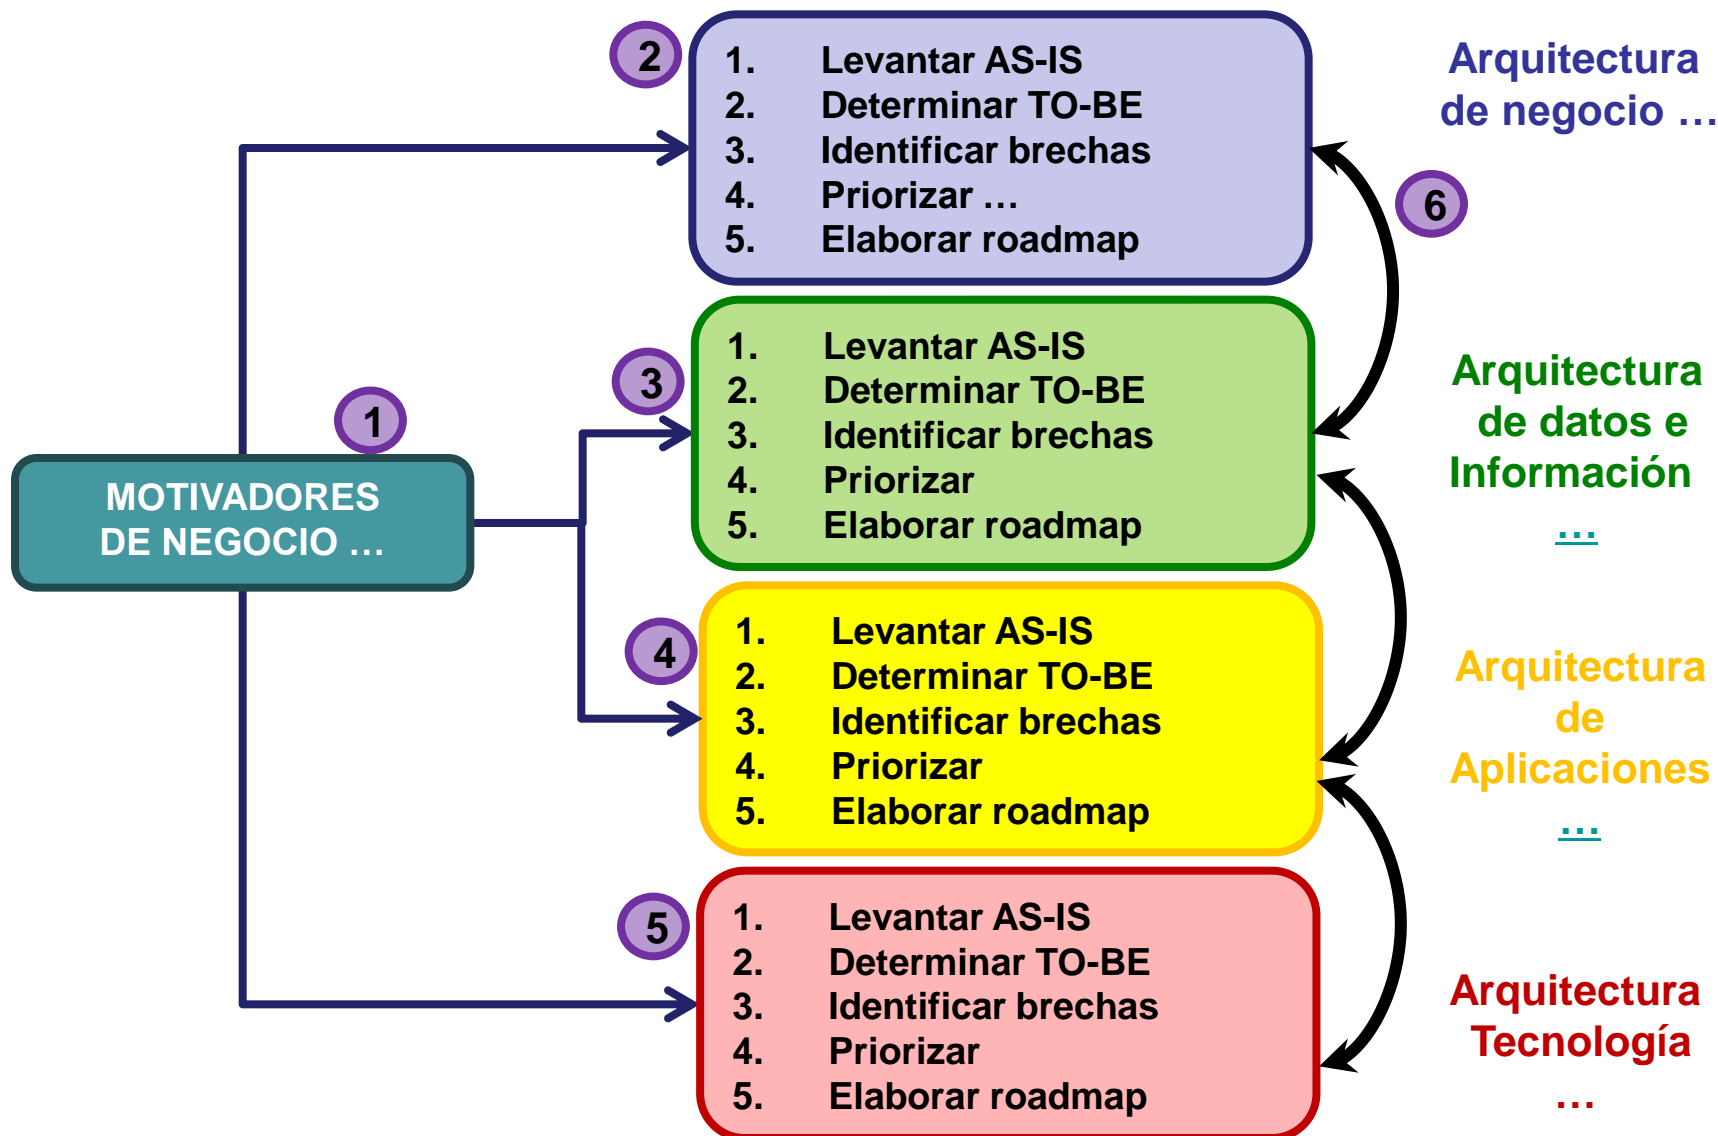 2
1. Levantar AS-IS
2. Determinar TO-BE
3. Identificar brechas
4. Priorizar …
5. Elaborar roadmap
Arquitectura
de negocio …
6
3
1. Levantar AS-IS
2. Determinar TO-BE
3. Identificar brechas
4. Priorizar
5. Elaborar roadmap
Arquitectura
de datos e
Información
…
1
MOTIVADORES
DE NEGOCIO …
4
1. Levantar AS-IS
2. Determinar TO-BE
3. Identificar brechas
4. Priorizar
5. Elaborar roadmap
Arquitectura
de
Aplicaciones
…
5
1. Levantar AS-IS
2. Determinar TO-BE
3. Identificar brechas
4. Priorizar
5. Elaborar roadmap
Arquitectura
Tecnología
…